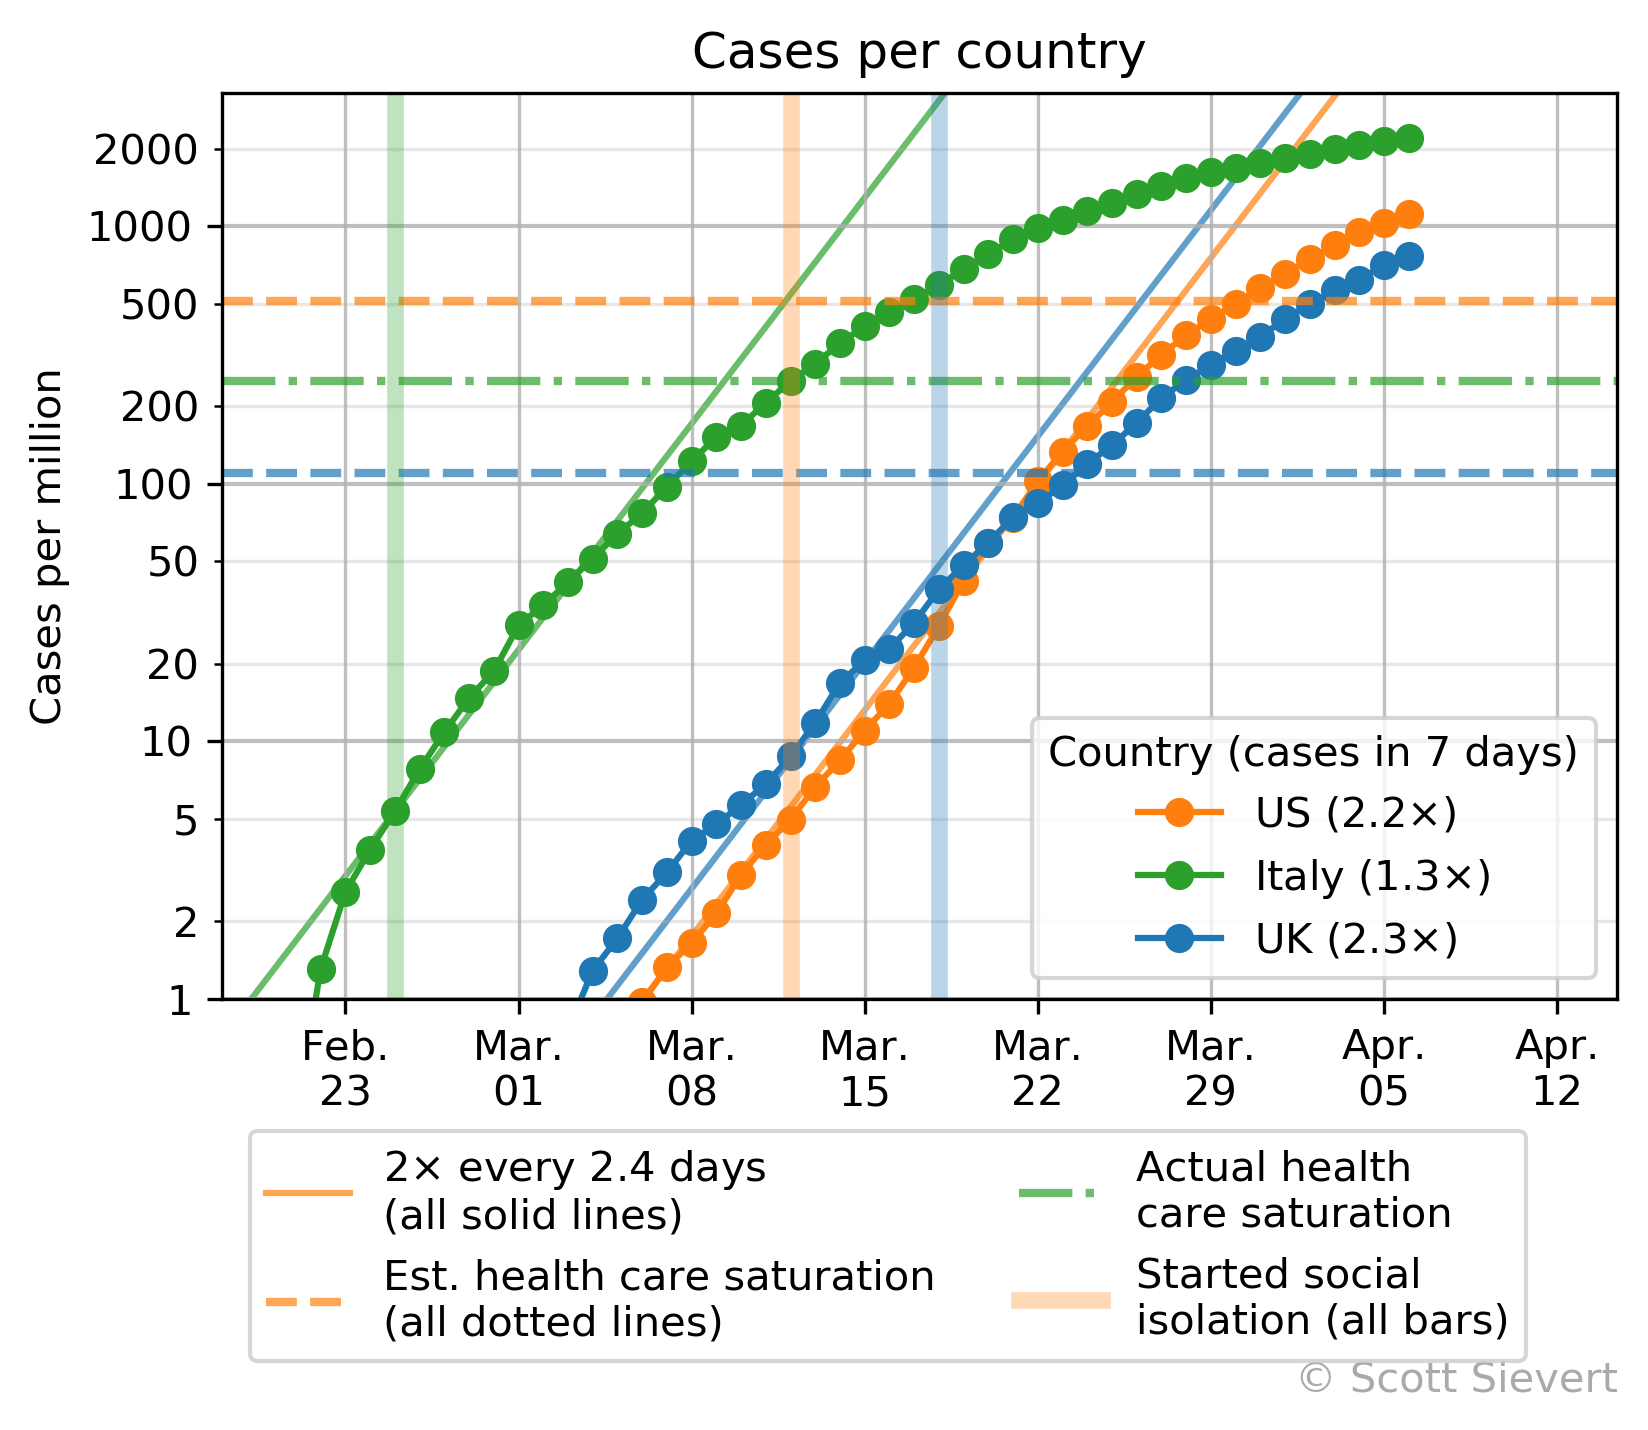 Cases per country
Cases per million
2000
1000
500
200
100
50
20
10
5
2
1
Feb.
23
Mar.
01
Mar.
08
Mar.
15
Mar.
22
Mar.
29
Apr.
05
Apr.
12
Country (cases in 7 days)
US (2.2×)
Italy (1.3×)
UK (2.3×)
2× every 2.4 days
(all solid lines)
Est. health care saturation
(all dotted lines)
Actual health
care saturation
Started social
isolation (all bars)
© Scott Sievert